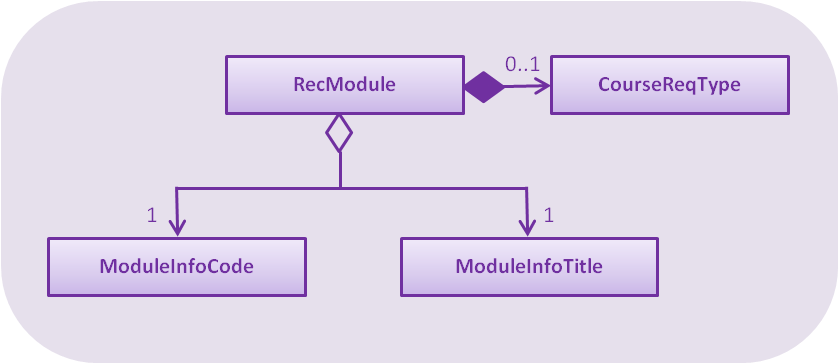 0..1
RecModule
CourseReqType
1
1
ModuleInfoCode
ModuleInfoTitle